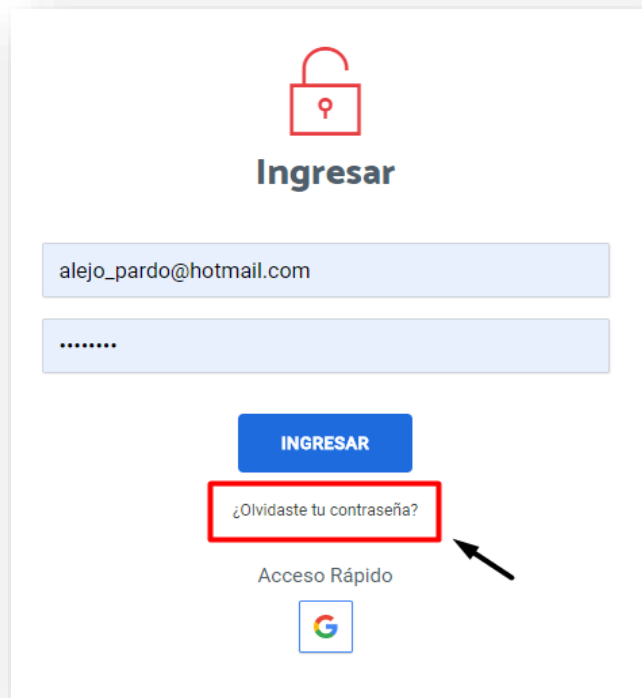 Ingresar
alejo_pardo@hotmail.com
••••••••
INGRESAR
¿Olvidaste tu contraseña?
Acceso Rápido
G